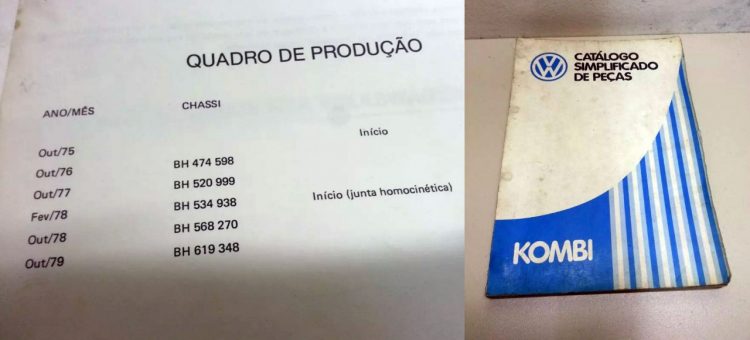 QUADRO DE PRODUÇÃO
ANO/MÊS CHASSI
Out/75 Início
Out/76 BH 474 598
Out/77 BH 520 999
Fev/78 BH 534 938 Início (junta homocinética)
Out/78 BH 568 270
Out/79 BH 619 348
VW
CATÁLOGO
SIMPLIFICADO
DE PEÇAS
KOMBI